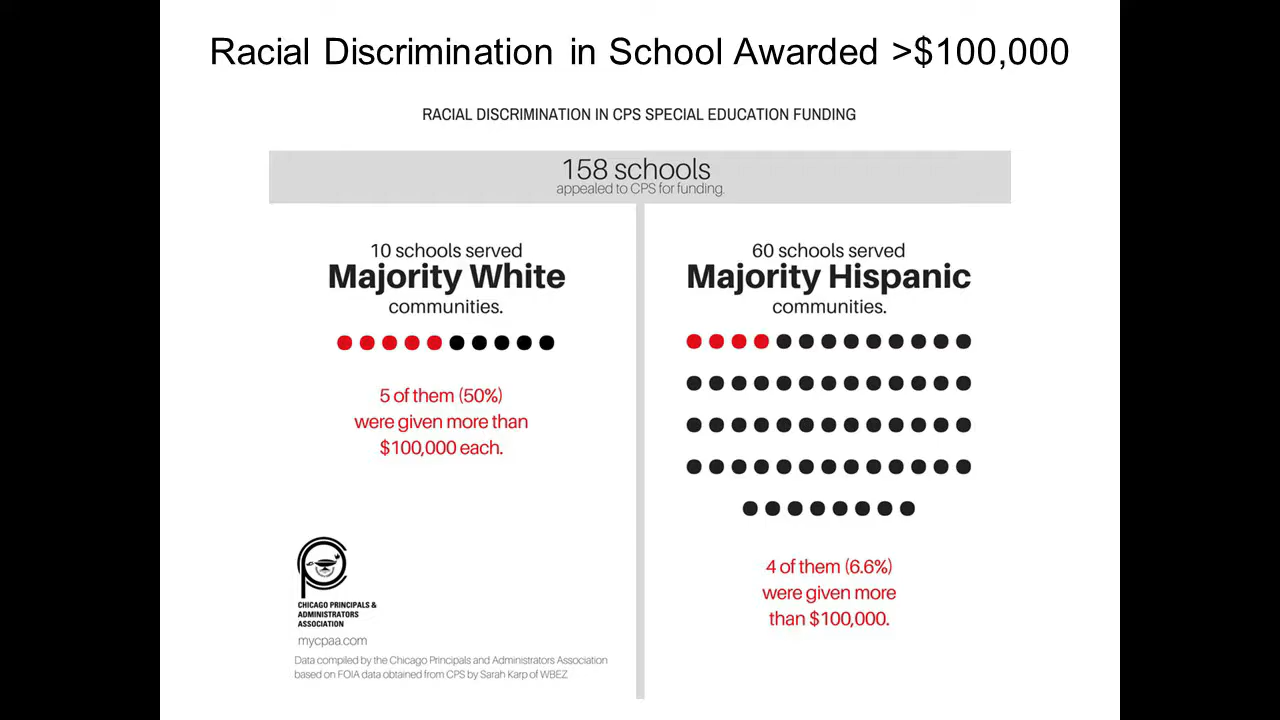 Racial Discrimination in School Awarded >$100,000
RACIAL DISCRIMINATION IN CPS SPECIAL EDUCATION FUNDING
158 schools
appealed to CPS for funding.
10 schools served
Majority White
communities.
5 of them (50%)
were given more than
$100,000 each.
60 schools served
Majority Hispanic
communities.
4 of them (6.6%)
were given more
than $100,000.
CHICAGO PRINCIPALS &
ADMINISTRATORS
ASSOCIATION
mycpaa.com
Data compiled by the Chicago Principals and Administrators Association
based on FOIA data obtained from CPS by Sarah Karp of WBEZ